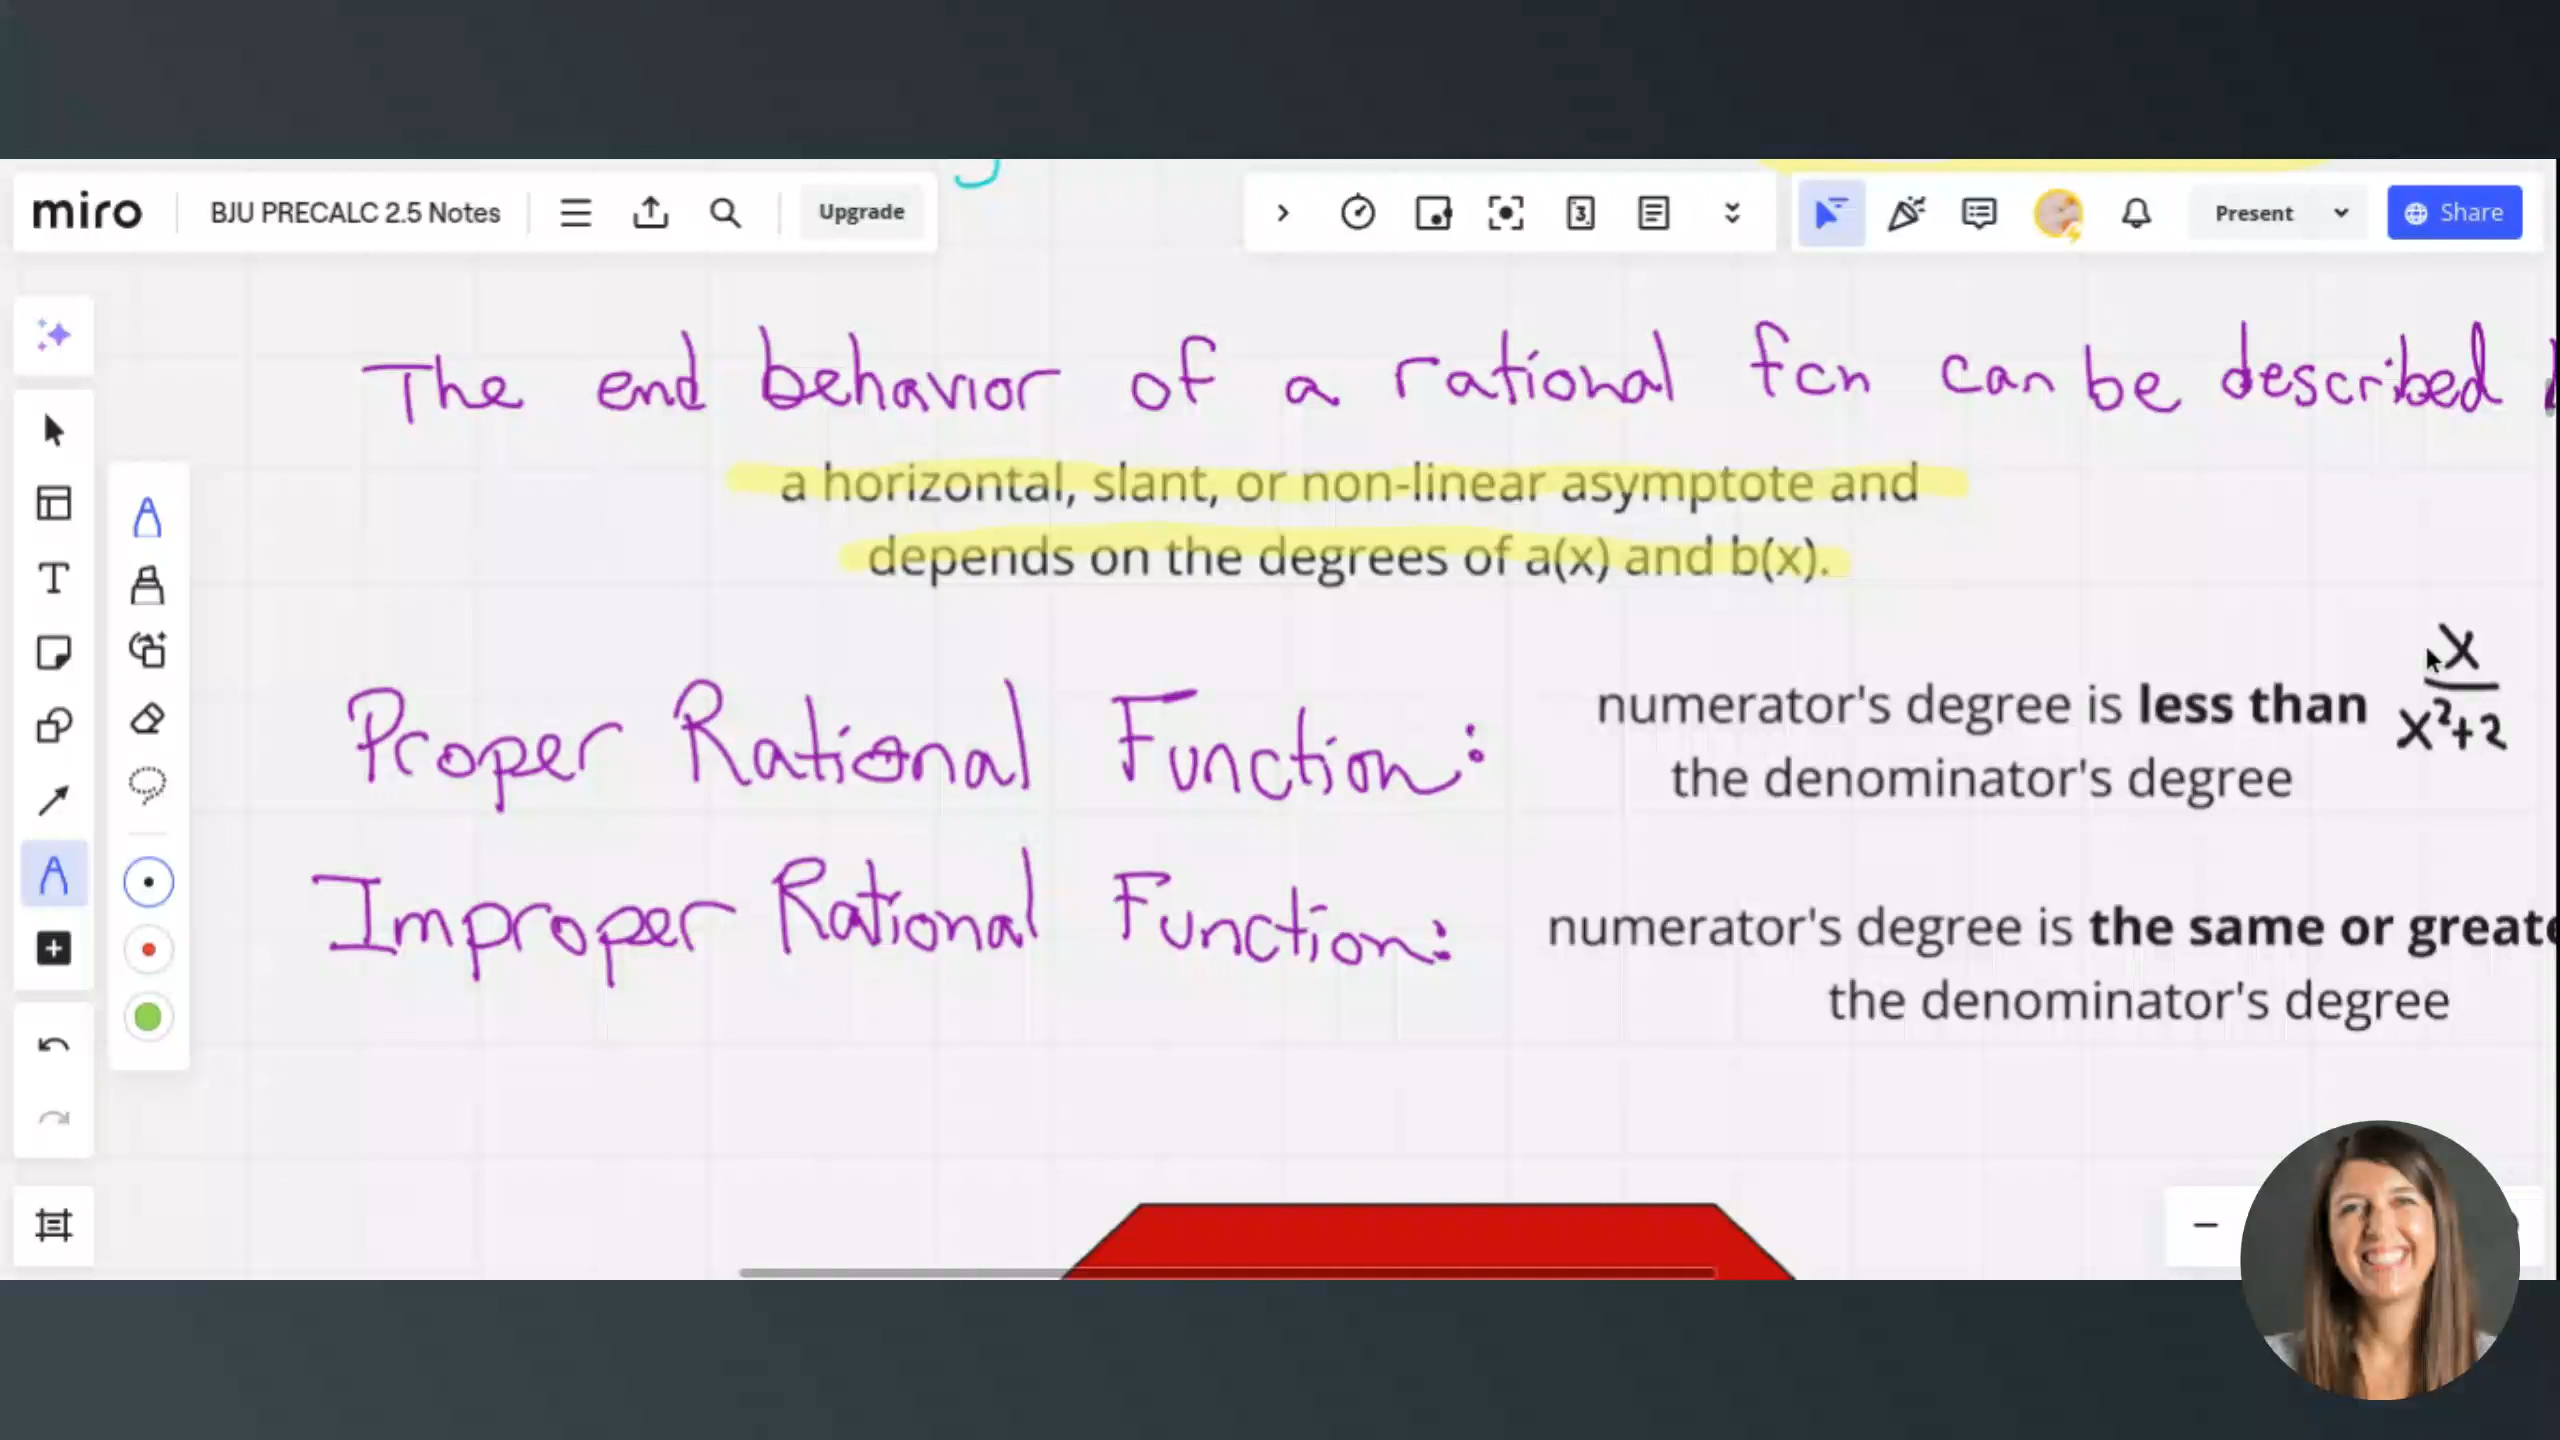 miro
BJU PRECALC 2.5 Notes
Upgrade
Present
Share
The end behavior of a rational fcn can be described
a horizontal, slant, or non-linear asymptote and
depends on the degrees of a(x) and b(x).
Proper Rational Function:
numerator's degree is less than
the denominator's degree
x
x²+2
Improper Rational Function:
numerator's degree is the same or greate
the denominator's degree